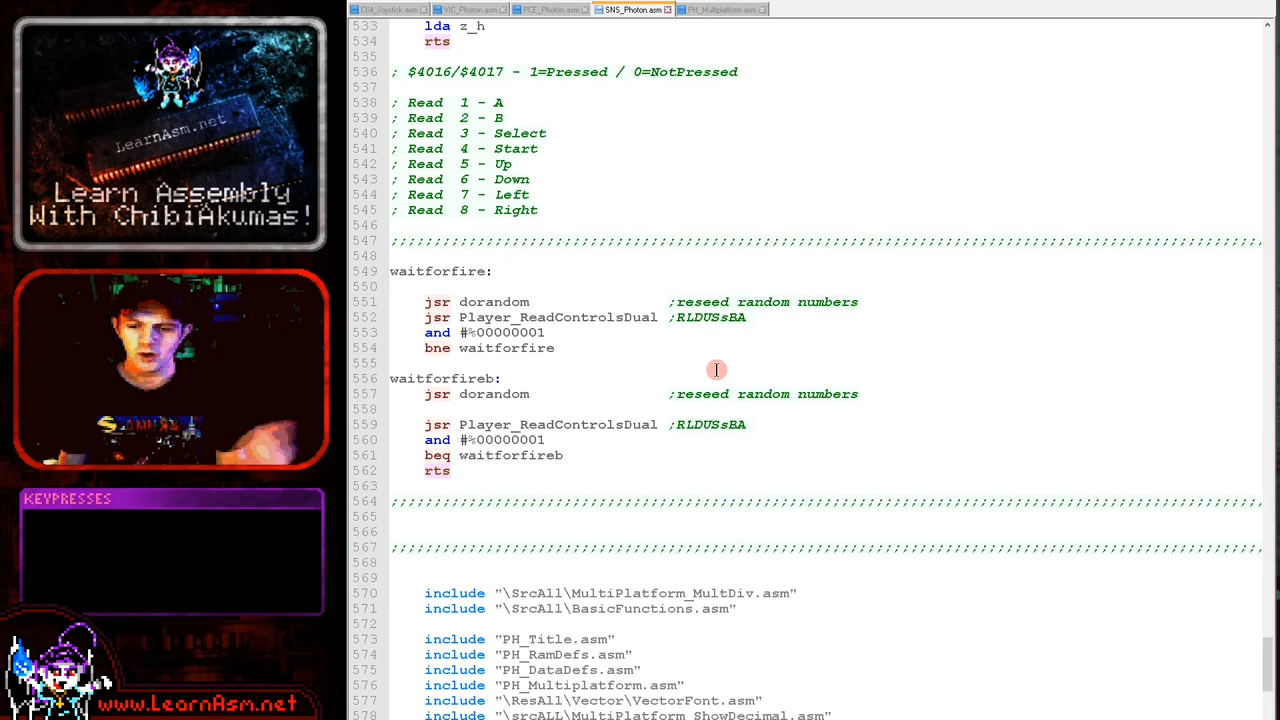 C64_Joystick.asm
VIC_Photon.asm
PCE_Photon.asm
SNS_Photon.asm
PH_Multiplatform.asm
533 lda z_h
534 rts
535
536 ; $4016/$4017 - 1=Pressed / 0=NotPressed
537
538 ; Read 1 - A
539 ; Read 2 - B
540 ; Read 3 - Select
541 ; Read 4 - Start
542 ; Read 5 - Up
543 ; Read 6 - Down
544 ; Read 7 - Left
545 ; Read 8 - Right
546
547 ;;;;;;;;;;;;;;;;;;;;;;;;;;;;;;;;;;;;;;;;;;;;;;;;;;;;;;;;;;;;;;;;;;;;;;;;;;;;;;;;;;;;;;;;;;;;;;;;;;;;
548
549 waitforfire:
550
551 jsr dorandom ;reseed random numbers
552 jsr Player_ReadControlsDual ;RLDUSsBA
553 and #%00000001
554 bne waitforfire
555
556 waitforfireb:
557 jsr dorandom ;reseed random numbers
558
559 jsr Player_ReadControlsDual ;RLDUSsBA
560 and #%00000001
561 beq waitforfireb
562 rts
563
564 ;;;;;;;;;;;;;;;;;;;;;;;;;;;;;;;;;;;;;;;;;;;;;;;;;;;;;;;;;;;;;;;;;;;;;;;;;;;;;;;;;;;;;;;;;;;;;;;;;;;;
565
566
567 ;;;;;;;;;;;;;;;;;;;;;;;;;;;;;;;;;;;;;;;;;;;;;;;;;;;;;;;;;;;;;;;;;;;;;;;;;;;;;;;;;;;;;;;;;;;;;;;;;;;;
568
569
570 include "\SrcAll\MultiPlatform_MultDiv.asm"
571 include "\SrcAll\BasicFunctions.asm"
572
573 include "PH_Title.asm"
574 include "PH_RamDefs.asm"
575 include "PH_DataDefs.asm"
576 include "PH_Multiplatform.asm"
577 include "\ResAll\Vector\VectorFont.asm"
578 include "\srcALL\MultiPlatform_ShowDecimal.asm"
LearnAsm.net
Learn Assembly
With ChibiAkumas!
KEYPRESSES
www.LearnAsm.net